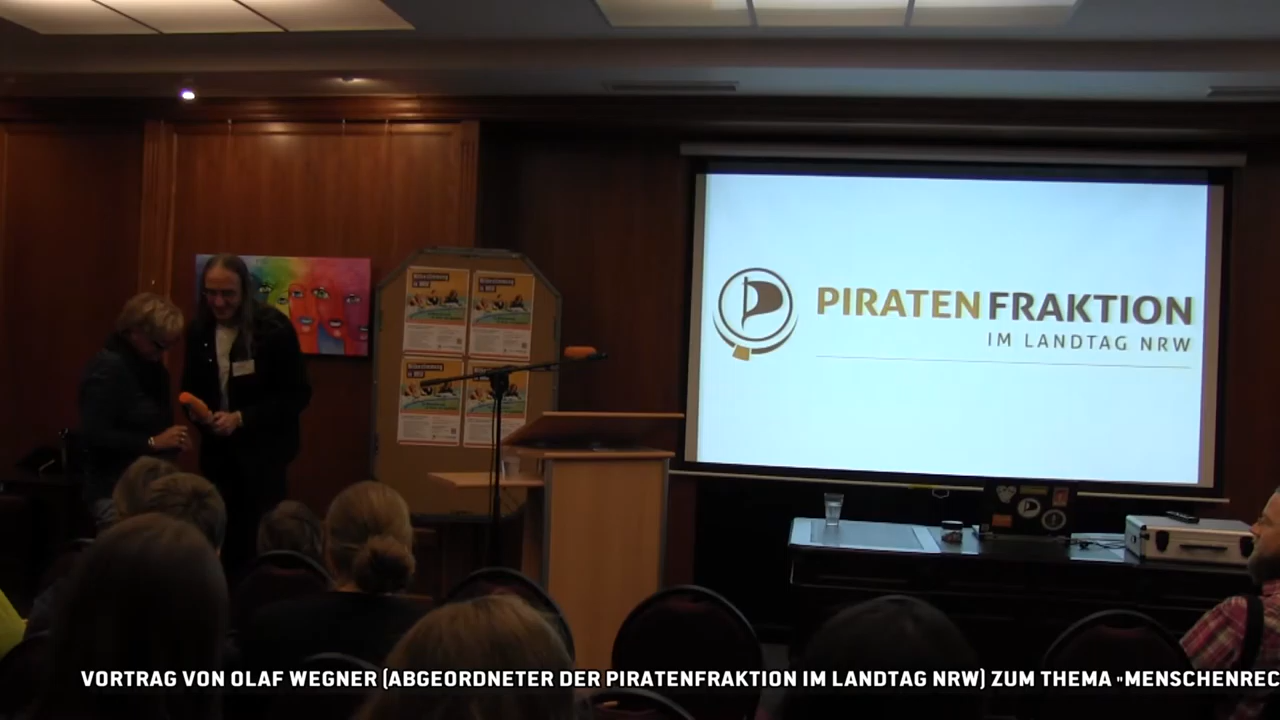 PIRATENFRAKTION
IM LANDTAG NRW
VORTRAG VON OLAF WEGNER (ABGEORDNETER DER PIRATENFRAKTION IM LANDTAG NRW) ZUM THEMA "MENSCHENREC